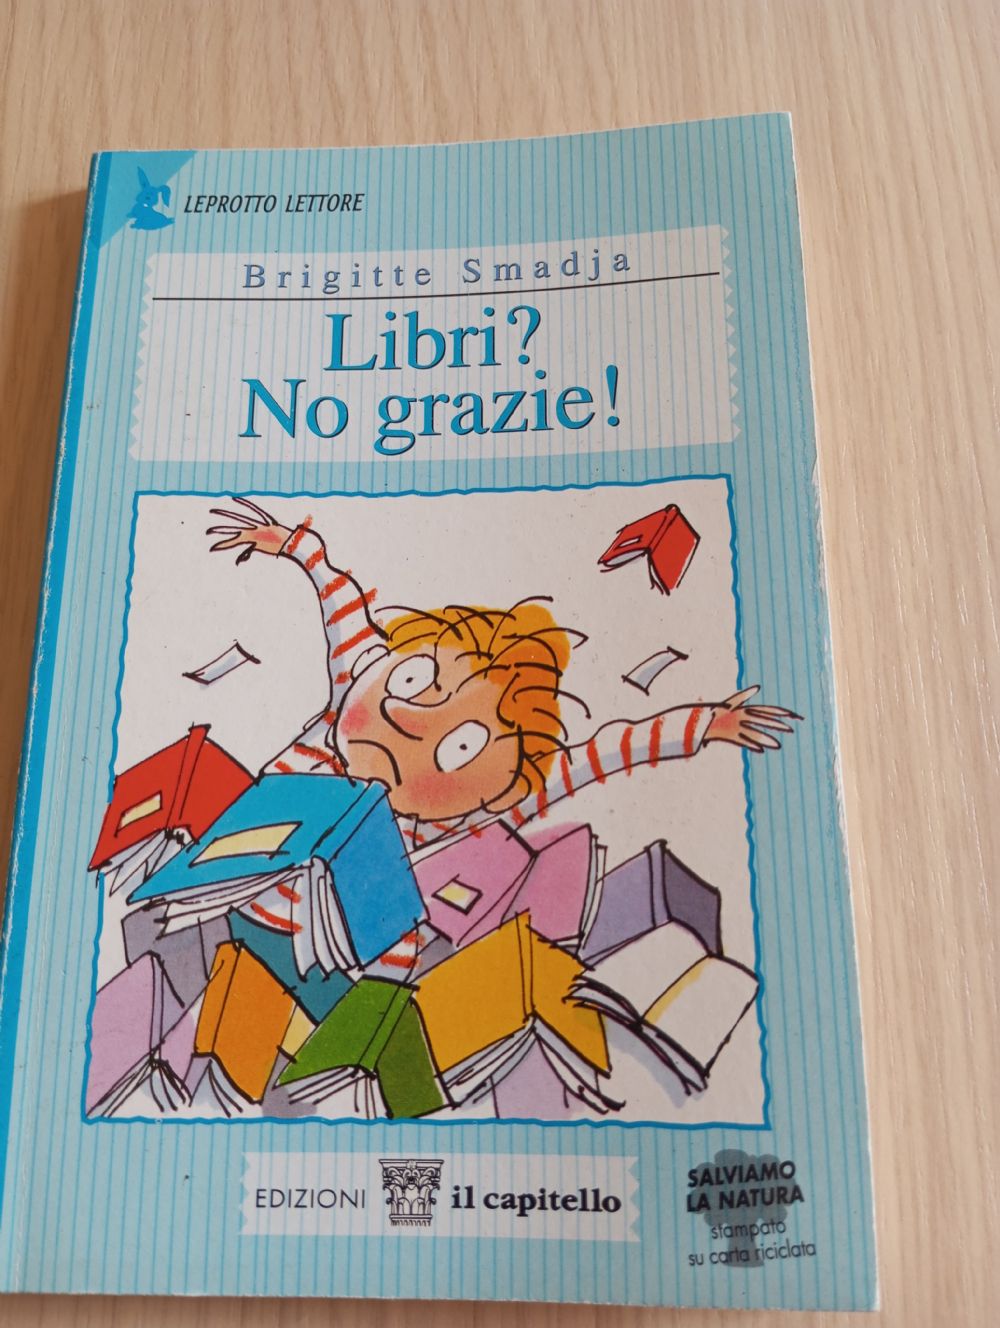 LEPROTTO LETTORE
Brigitte Smadja
Libri?
No grazie!
EDIZIONI il capitello
SALVIAMO
LA NATURA
stampato
su carta riciclata